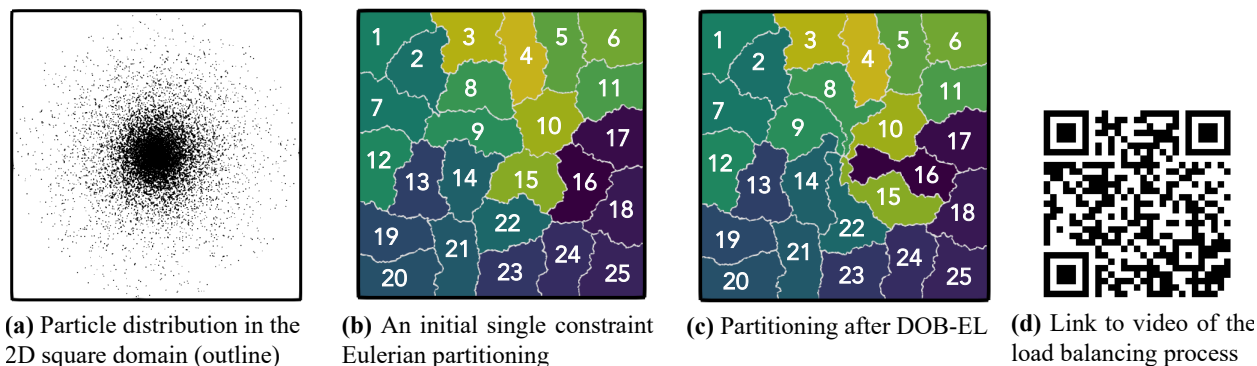 1 3 4 5 6
2
8 11
7
10 17
9
12
13 14 15 16
18
19 22
21 24
20 23 25
1 3 4 5 6
2
8 11
7
9 10 17
12
13 14 16
15
18
19 22
21 24
20 23 25
(a) Particle distribution in the
2D square domain (outline)
(b) An initial single constraint
Eulerian partitioning
(c) Partitioning after DOB-EL
(d) Link to video of the
load balancing process